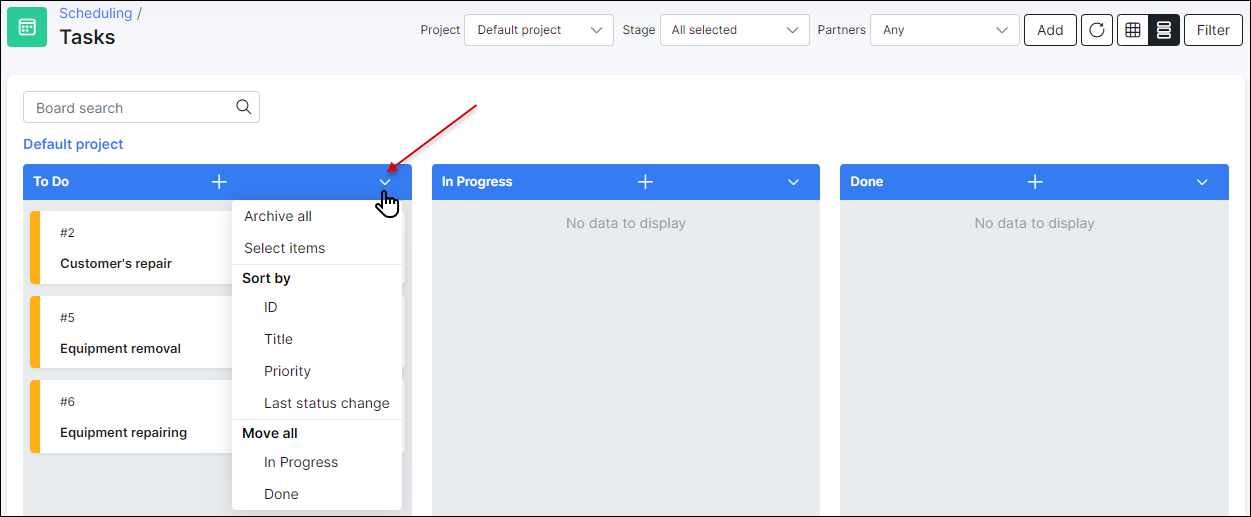 Scheduling /
Tasks
Project Default project Stage All selected Partners Any Add Filter
Board search
Default project
To Do
#2
Customer's repair
#5
Equipment removal
#6
Equipment repairing
Archive all
Select items
Sort by
ID
Title
Priority
Last status change
Move all
In Progress
Done
In Progress
No data to display
Done
No data to display